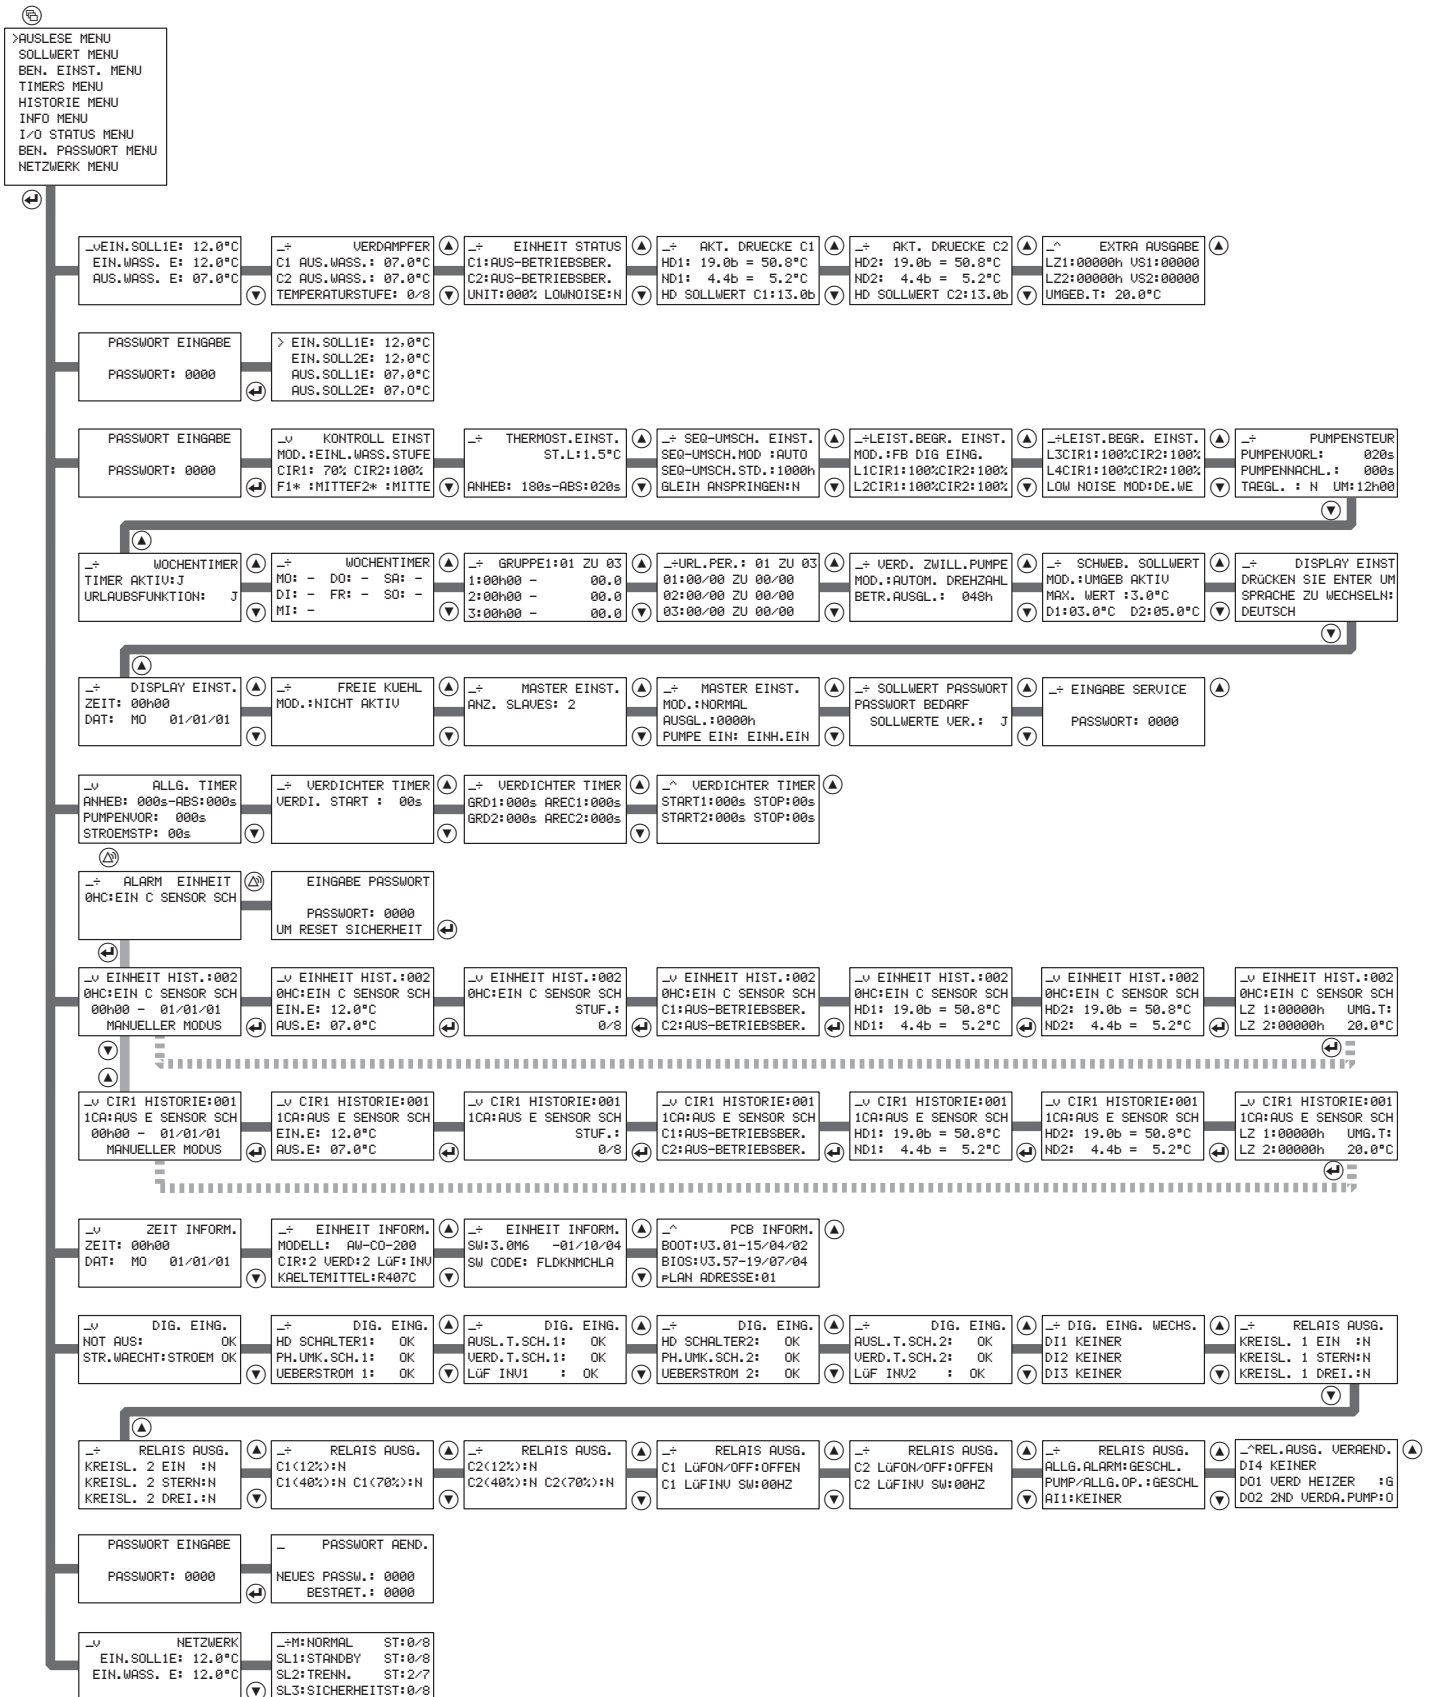 >AUSLESE MENU
SOLLWERT MENU
BEN. EINST. MENU
TIMERS MENU
HISTORIE MENU
INFO MENU
I/O STATUS MENU
BEN. PASSWORT MENU
NETZWERK MENU
_vEIN.SOLL1E: 12.0°C
EIN.WASS. E: 12.0°C
AUS.WASS. E: 07.0°C
_÷ VERDAMPFER
C1 AUS.WASS.: 07.0°C
C2 AUS.WASS.: 07.0°C
TEMPERATURSTUFE: 0/8
_÷ EINHEIT STATUS
C1:AUS-BETRIEBSBER.
C2:AUS-BETRIEBSBER.
UNIT:000% LOWNOISE:N
_÷ AKT. DRUECKE C1
HD1: 19.0b = 50.8°C
ND1: 4.4b = 5.2°C
HD SOLLWERT C1:13.0b
_÷ AKT. DRUECKE C2
HD2: 19.0b = 50.8°C
ND2: 4.4b = 5.2°C
HD SOLLWERT C2:13.0b
_^ EXTRA AUSGABE
LZ1:00000h VS1:00000
LZ2:00000h VS2:00000
UMGEB.T: 20.0°C
PASSWORT EINGABE
PASSWORT: 0000
> EIN.SOLL1E: 12,0°C
EIN.SOLL2E: 12,0°C
AUS.SOLL1E: 07,0°C
AUS.SOLL2E: 07,0°C
PASSWORT EINGABE
PASSWORT: 0000
_v KONTROLL EINST
MOD.:EINL.WASS.STUFE
CIR1: 70% CIR2:100%
F1* :MITTEF2* :MITTE
_÷ THERMOST.EINST.
ST.L:1.5°C
ANHEB: 180s-ABS:020s
_÷ SEQ-UMSCH. EINST.
SEQ-UMSCH.MOD :AUTO
SEQ-UMSCH.STD.:1000h
GLEIH ANSPRINGEN:N
_÷LEIST.BEGR. EINST.
MOD.:FB DIG EING.
L1CIR1:100%CIR2:100%
L2CIR1:100%CIR2:100%
_÷LEIST.BEGR. EINST.
L3CIR1:100%CIR2:100%
L4CIR1:100%CIR2:100%
LOW NOISE MOD:DE.WE
_÷ PUMPENSTEUR
PUMPENVORL: 020s
PUMPENNACHL.: 000s
TAEGL. : N UM:12h00
_÷ WOCHENTIMER
TIMER AKTIV:J
URLAUBSFUNKTION: J
_÷ WOCHENTIMER
MO: - DO: - SA: -
DI: - FR: - SO: -
MI: -
_÷ GRUPPE1:01 ZU 03
1:00h00 - 00.0
2:00h00 - 00.0
3:00h00 - 00.0
_÷URL.PER.: 01 ZU 03
01:00/00 ZU 00/00
02:00/00 ZU 00/00
03:00/00 ZU 00/00
_÷ VERD. ZWILL.PUMPE
MOD.:AUTOM. DREHZAHL
BETR.AUSGL.: 048h
_÷ SCHWEB. SOLLWERT
MOD.:UMGEB AKTIV
MAX. WERT :3.0°C
D1:03.0°C D2:05.0°C
_÷ DISPLAY EINST
DRüCKEN SIE ENTER UM
SPRACHE ZU WECHSELN:
DEUTSCH
_÷ DISPLAY EINST.
ZEIT: 00h00
DAT: MO 01/01/01
_÷ FREIE KUEHL
MOD.:NICHT AKTIV
_÷ MASTER EINST.
ANZ. SLAVES: 2
_÷ MASTER EINST.
MOD.:NORMAL
AUSGL.:0000h
PUMPE EIN: EINH.EIN
_÷ SOLLWERT PASSWORT
PASSWORT BEDARF
SOLLWERTE VER.: J
_÷ EINGABE SERVICE
PASSWORT: 0000
_v ALLG. TIMER
ANHEB: 000s-ABS:000s
PUMPENVOR: 000s
STROEMSTP: 00s
_÷ VERDICHTER TIMER
VERDI. START : 00s
_÷ VERDICHTER TIMER
GRD1:000s AREC1:000s
GRD2:000s AREC2:000s
_^ VERDICHTER TIMER
START1:000s STOP:00s
START2:000s STOP:00s
_÷ ALARM EINHEIT
0HC:EIN C SENSOR SCH
EINGABE PASSWORT
PASSWORT: 0000
UM RESET SICHERHEIT
_v EINHEIT HIST.:002
0HC:EIN C SENSOR SCH
00h00 - 01/01/01
MANUELLER MODUS
_v EINHEIT HIST.:002
0HC:EIN C SENSOR SCH
EIN.E: 12.0°C
AUS.E: 07.0°C
_v EINHEIT HIST.:002
0HC:EIN C SENSOR SCH
STUF.:
0/8
_v EINHEIT HIST.:002
0HC:EIN C SENSOR SCH
C1:AUS-BETRIEBSBER.
C2:AUS-BETRIEBSBER.
_v EINHEIT HIST.:002
0HC:EIN C SENSOR SCH
HD1: 19.0b = 50.8°C
ND1: 4.4b = 5.2°C
_v EINHEIT HIST.:002
0HC:EIN C SENSOR SCH
HD2: 19.0b = 50.8°C
ND2: 4.4b = 5.2°C
_v EINHEIT HIST.:002
0HC:EIN C SENSOR SCH
LZ 1:00000h UMG.T:
LZ 2:00000h 20.0°C
_v CIR1 HISTORIE:001
1CA:AUS E SENSOR SCH
00h00 - 01/01/01
MANUELLER MODUS
_v CIR1 HISTORIE:001
1CA:AUS E SENSOR SCH
EIN.E: 12.0°C
AUS.E: 07.0°C
_v CIR1 HISTORIE:001
1CA:AUS E SENSOR SCH
STUF.:
0/8
_v CIR1 HISTORIE:001
1CA:AUS E SENSOR SCH
C1:AUS-BETRIEBSBER.
C2:AUS-BETRIEBSBER.
_v CIR1 HISTORIE:001
1CA:AUS E SENSOR SCH
HD1: 19.0b = 50.8°C
ND1: 4.4b = 5.2°C
_v CIR1 HISTORIE:001
1CA:AUS E SENSOR SCH
HD2: 19.0b = 50.8°C
ND2: 4.4b = 5.2°C
_v CIR1 HISTORIE:001
1CA:AUS E SENSOR SCH
LZ 1:00000h UMG.T:
LZ 2:00000h 20.0°C
_v ZEIT INFORM.
ZEIT: 00h00
DAT: MO 01/01/01
_÷ EINHEIT INFORM.
MODELL: AW-CO-200
CIR:2 VERD:2 LüF:INV
KAELTEMITTEL:R407C
_÷ EINHEIT INFORM.
SW:3.0M6 -01/10/04
SW CODE: FLDKNMCHLA
_^ PCB INFORM.
BOOT:V3.01-15/04/02
BIOS:V3.57-19/07/04
pLAN ADRESSE:01
_v DIG. EING.
NOT AUS: OK
STR.WAECHT:STROEM OK
_÷ DIG. EING.
HD SCHALTER1: OK
PH.UMK.SCH.1: OK
UEBERSTROM 1: OK
_÷ DIG. EING.
AUSL.T.SCH.1: OK
VERD.T.SCH.1: OK
LüF INV1 : OK
_÷ DIG. EING.
HD SCHALTER2: OK
PH.UMK.SCH.2: OK
UEBERSTROM 2: OK
_÷ DIG. EING.
AUSL.T.SCH.2: OK
VERD.T.SCH.2: OK
LüF INV2 : OK
_÷ DIG. EING. WECHS.
DI1 KEINER
DI2 KEINER
DI3 KEINER
_÷ RELAIS AUSG.
KREISL. 1 EIN :N
KREISL. 1 STERN:N
KREISL. 1 DREI.:N
_÷ RELAIS AUSG.
KREISL. 2 EIN :N
KREISL. 2 STERN:N
KREISL. 2 DREI.:N
_÷ RELAIS AUSG.
C1(12%):N
C1(40%):N C1(70%):N
_÷ RELAIS AUSG.
C2(12%):N
C2(40%):N C2(70%):N
_÷ RELAIS AUSG.
C1 LüFON/OFF:OFFEN
C1 LüFINV SW:00HZ
_÷ RELAIS AUSG.
C2 LüFON/OFF:OFFEN
C2 LüFINV SW:00HZ
_÷ RELAIS AUSG.
ALLG.ALARM:GESCHL.
PUMP/ALLG.OP.:GESCHL
AI1:KEINER
_^REL.AUSG. VERAEND.
DI4 KEINER
DO1 VERD HEIZER :G
DO2 2ND VERDA.PUMP:O
PASSWORT EINGABE
PASSWORT: 0000
_ PASSWORT AEND.
NEUES PASSW.: 0000
BESTAET.: 0000
_v NETZWERK
EIN.SOLL1E: 12.0°C
EIN.WASS. E: 12.0°C
_÷M:NORMAL ST:0/8
SL1:STANDBY ST:0/8
SL2:TRENN. ST:2/7
SL3:SICHERHEITST:0/8